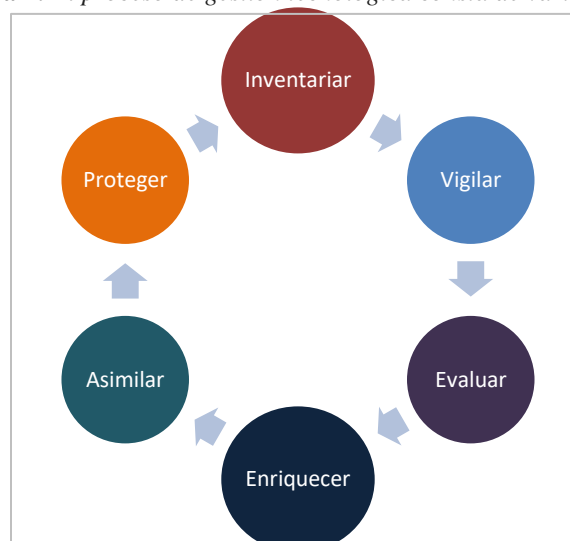 Inventariar
Vigilar
Evaluar
Enriquecer
Asimilar
Proteger